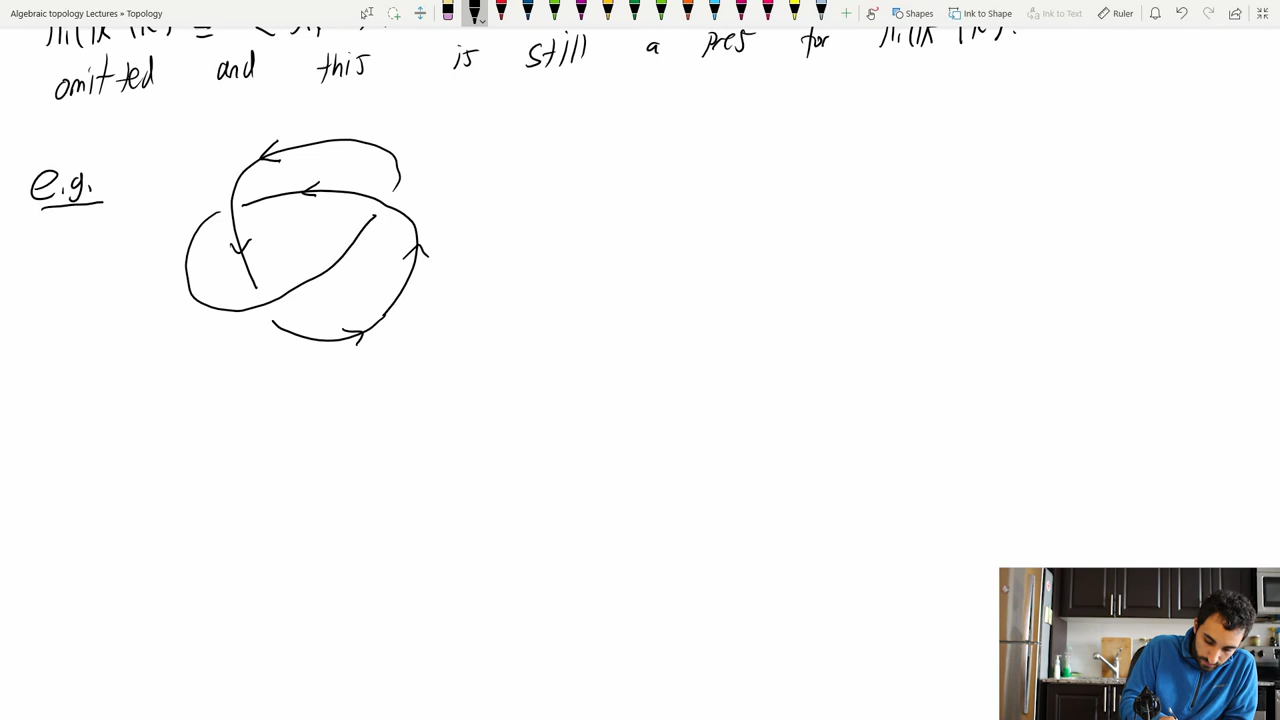 Algebraic topology Lectures » Topology
Shapes
Ink to Shape
Ink to Text
Ruler
omitted and this is still a pres for
e.g.